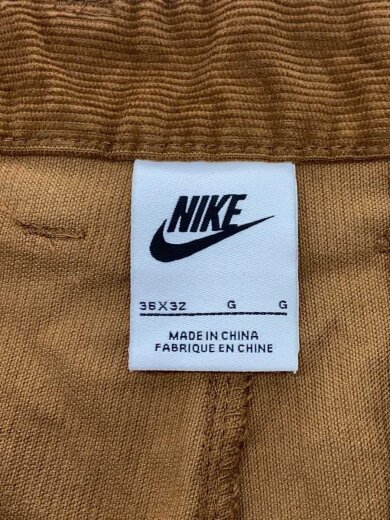 NIKE
36X32 G G
MADE IN CHINA
FABRIQUE EN CHINE